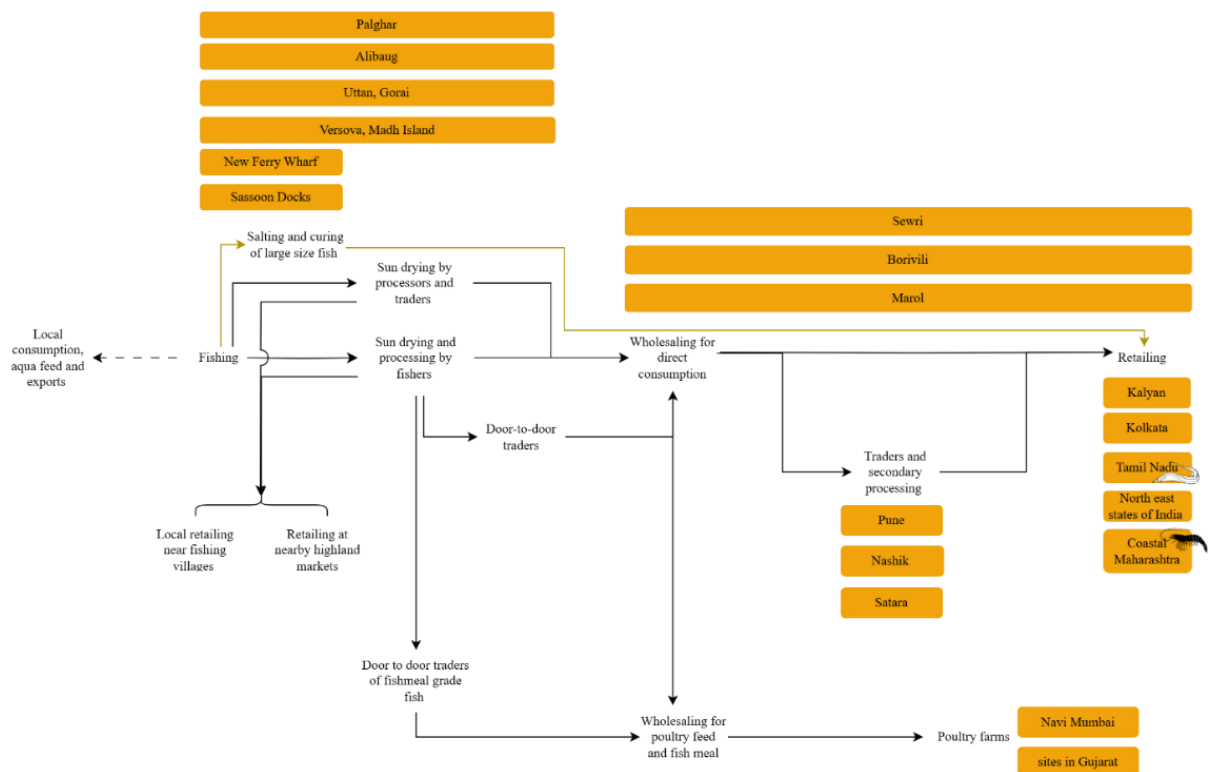 Palghar
Alibaug
Uttan, Gorai
Versova, Madh Island
New Ferry Wharf
Sassoon Docks
Sewri
Borivili
Marol
Salting and curing
of large size fish
Sun drying by
processors and
traders
Local
consumption,
aqua feed and
exports
Fishing
Sun drying and
processing by
fishers
Wholesaling for
direct
consumption
Retailing
Kalyan
Kolkata
Tamil Nadu
North east
states of India
Coastal
Maharashtra
Door-to-door
traders
Traders and
secondary
processing
Pune
Nashik
Satara
Local retailing
near fishing
villages
Retailing at
nearby highland
markets
Door to door traders
of fishmeal grade
fish
Wholesaling for
poultry feed
and fish meal
Poultry farms
Navi Mumbai
sites in Gujarat